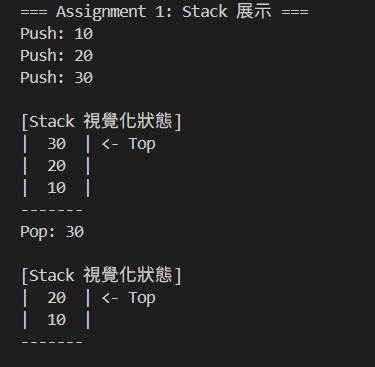 === Assignment 1: Stack 展示 ===
Push: 10
Push: 20
Push: 30

[Stack 視覺化狀態]
|  30  | <- Top
|  20  |
|  10  |
-------
Pop: 30

[Stack 視覺化狀態]
|  20  | <- Top
|  10  |
-------